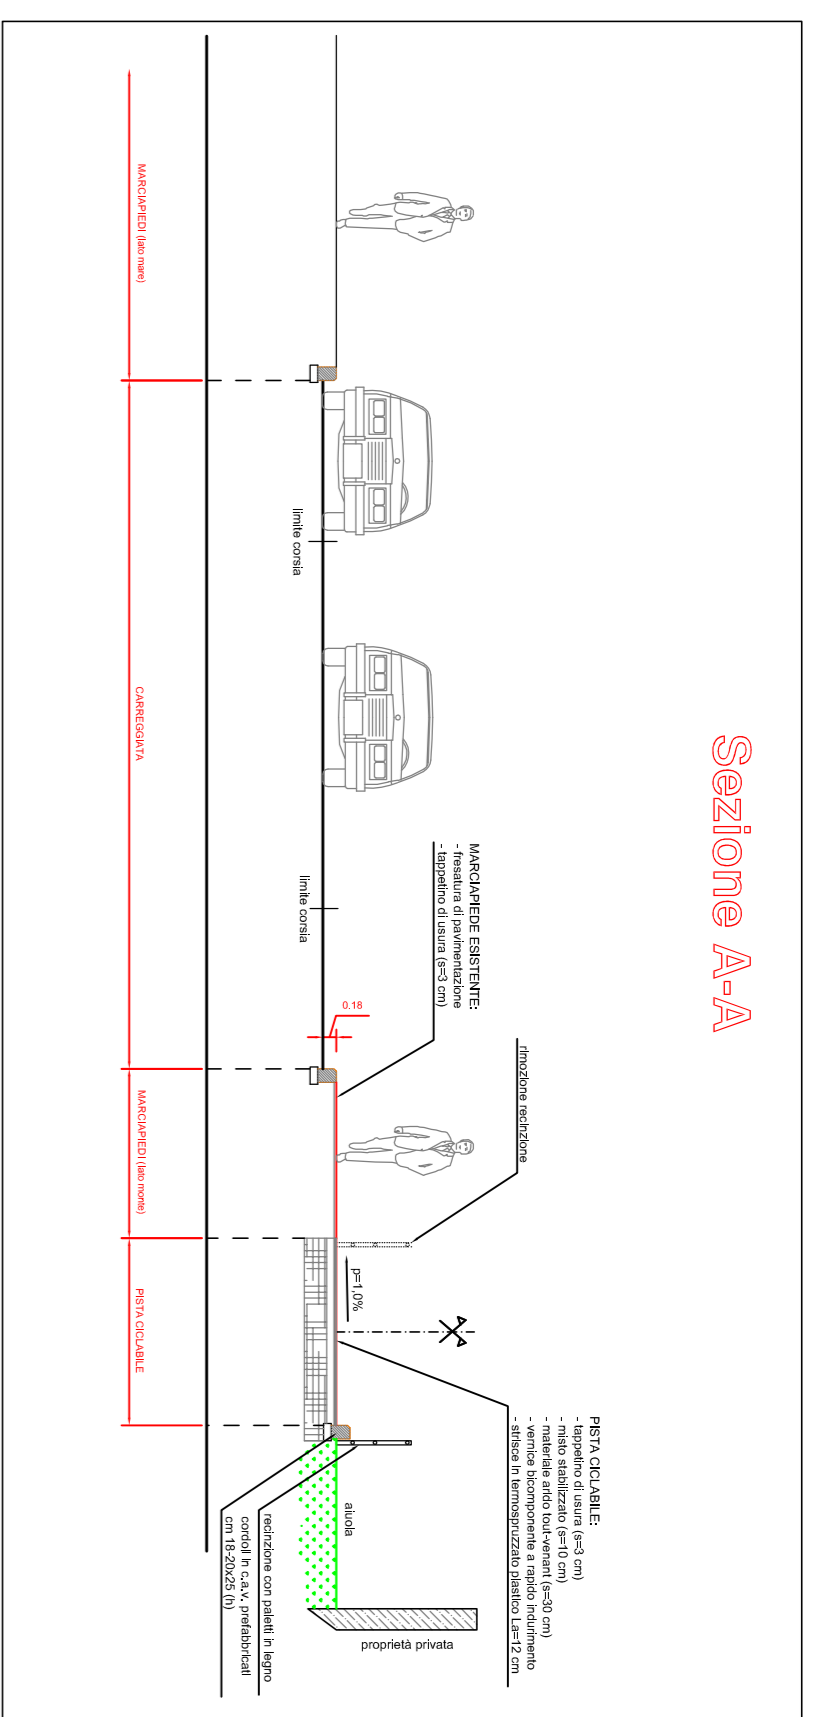 Sezione A-A
PISTA CICLABILE:
- tappetino di usura (s=3 cm)
- misto stabilizzato (s=10 cm)
- materiale arido tout-venant (s=30 cm)
- vernice bicomponente a rapido indurimento
- strisce in termospruzzato plastico La=12 cm
rimozione recinzione
MARCIAPIEDE ESISTENTE:
- fresatura di pavimentazione
- tappetino di usura (s=3 cm)
0.18
p=1,0%
limite corsia
limite corsia
aiuola
proprietà privata
recinzione con paletti in legno
cordoli in c.a.v. prefabbricati
cm 18-20x25 (h)
MARCIAPIEDI (lato mare)
CARREGGIATA
MARCIAPIEDI (lato monte)
PISTA CICLABILE